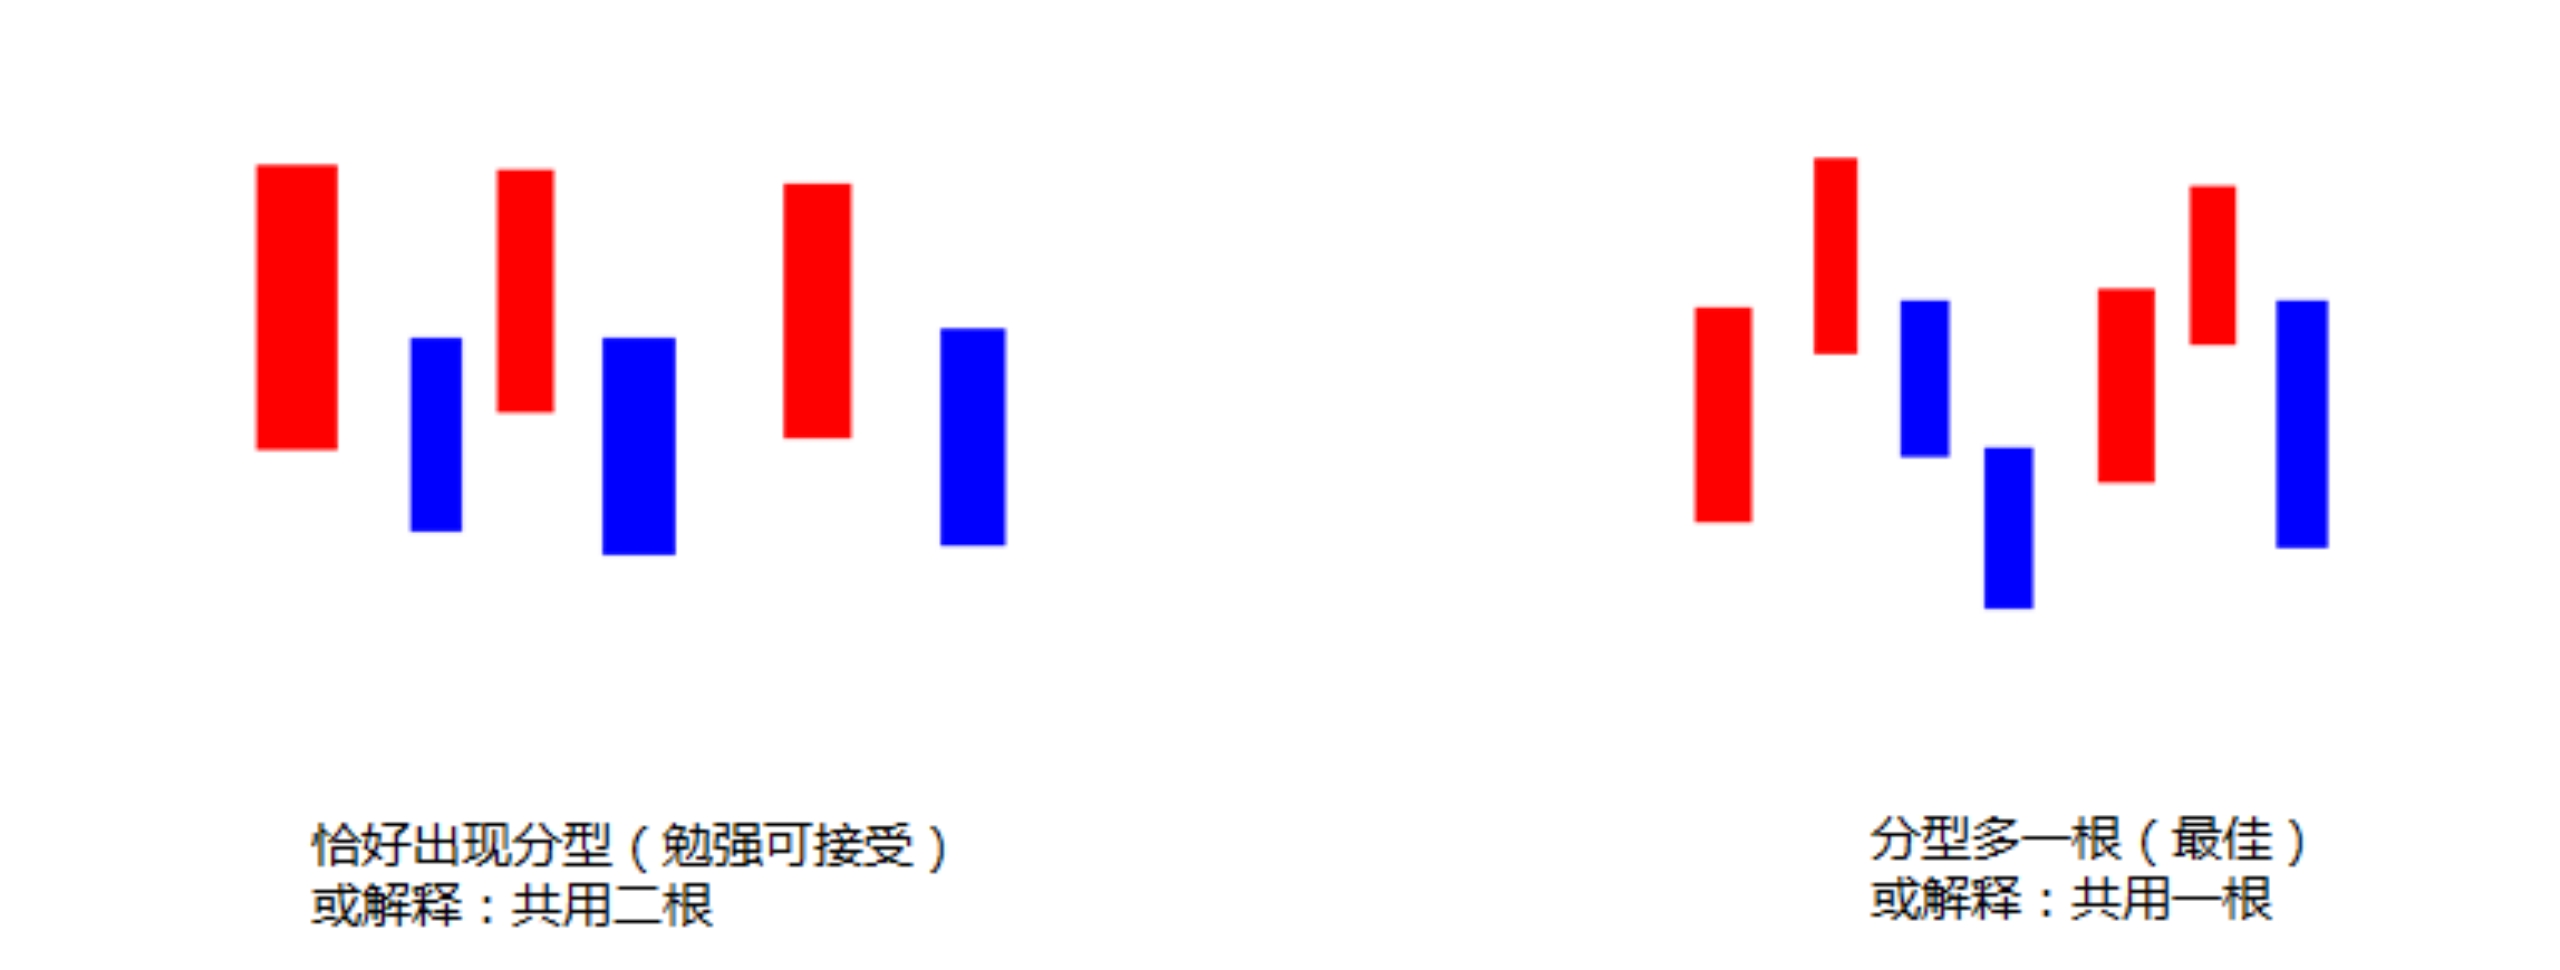 恰好出现分型（勉强可接受）
或解释：共用二根
分型多一根（最佳）
或解释：共用一根